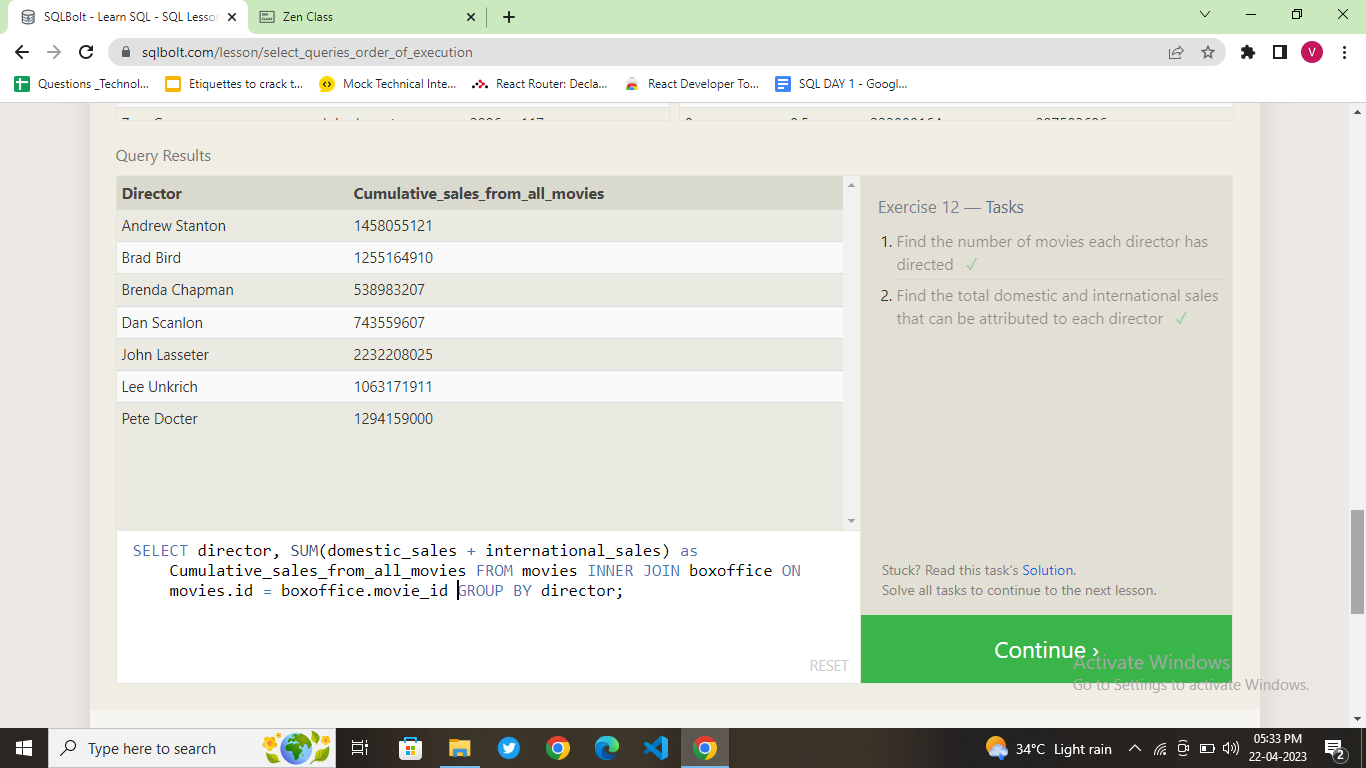 SQLBolt - Learn SQL - SQL Lesson
Zen Class
sqlbolt.com/lesson/select_queries_order_of_execution
V
Questions _Technol...
Etiquettes to crack t...
Mock Technical Inte...
React Router: Decla...
React Developer To...
SQL DAY 1 - Googl...
Query Results
Director Cumulative_sales_from_all_movies
Andrew Stanton 1458055121
Brad Bird 1255164910
Brenda Chapman 538983207
Dan Scanlon 743559607
John Lasseter 2232208025
Lee Unkrich 1063171911
Pete Docter 1294159000
Exercise 12 — Tasks
1. Find the number of movies each director has
directed ✓
2. Find the total domestic and international sales
that can be attributed to each director ✓
Stuck? Read this task's Solution.
Solve all tasks to continue to the next lesson.
Continue ›
SELECT director, SUM(domestic_sales + international_sales) as
Cumulative_sales_from_all_movies FROM movies INNER JOIN boxoffice ON
movies.id = boxoffice.movie_id GROUP BY director;
RESET
Activate Windows
Go to Settings to activate Windows.
Type here to search
34°C Light rain
05:33 PM
22-04-2023
2